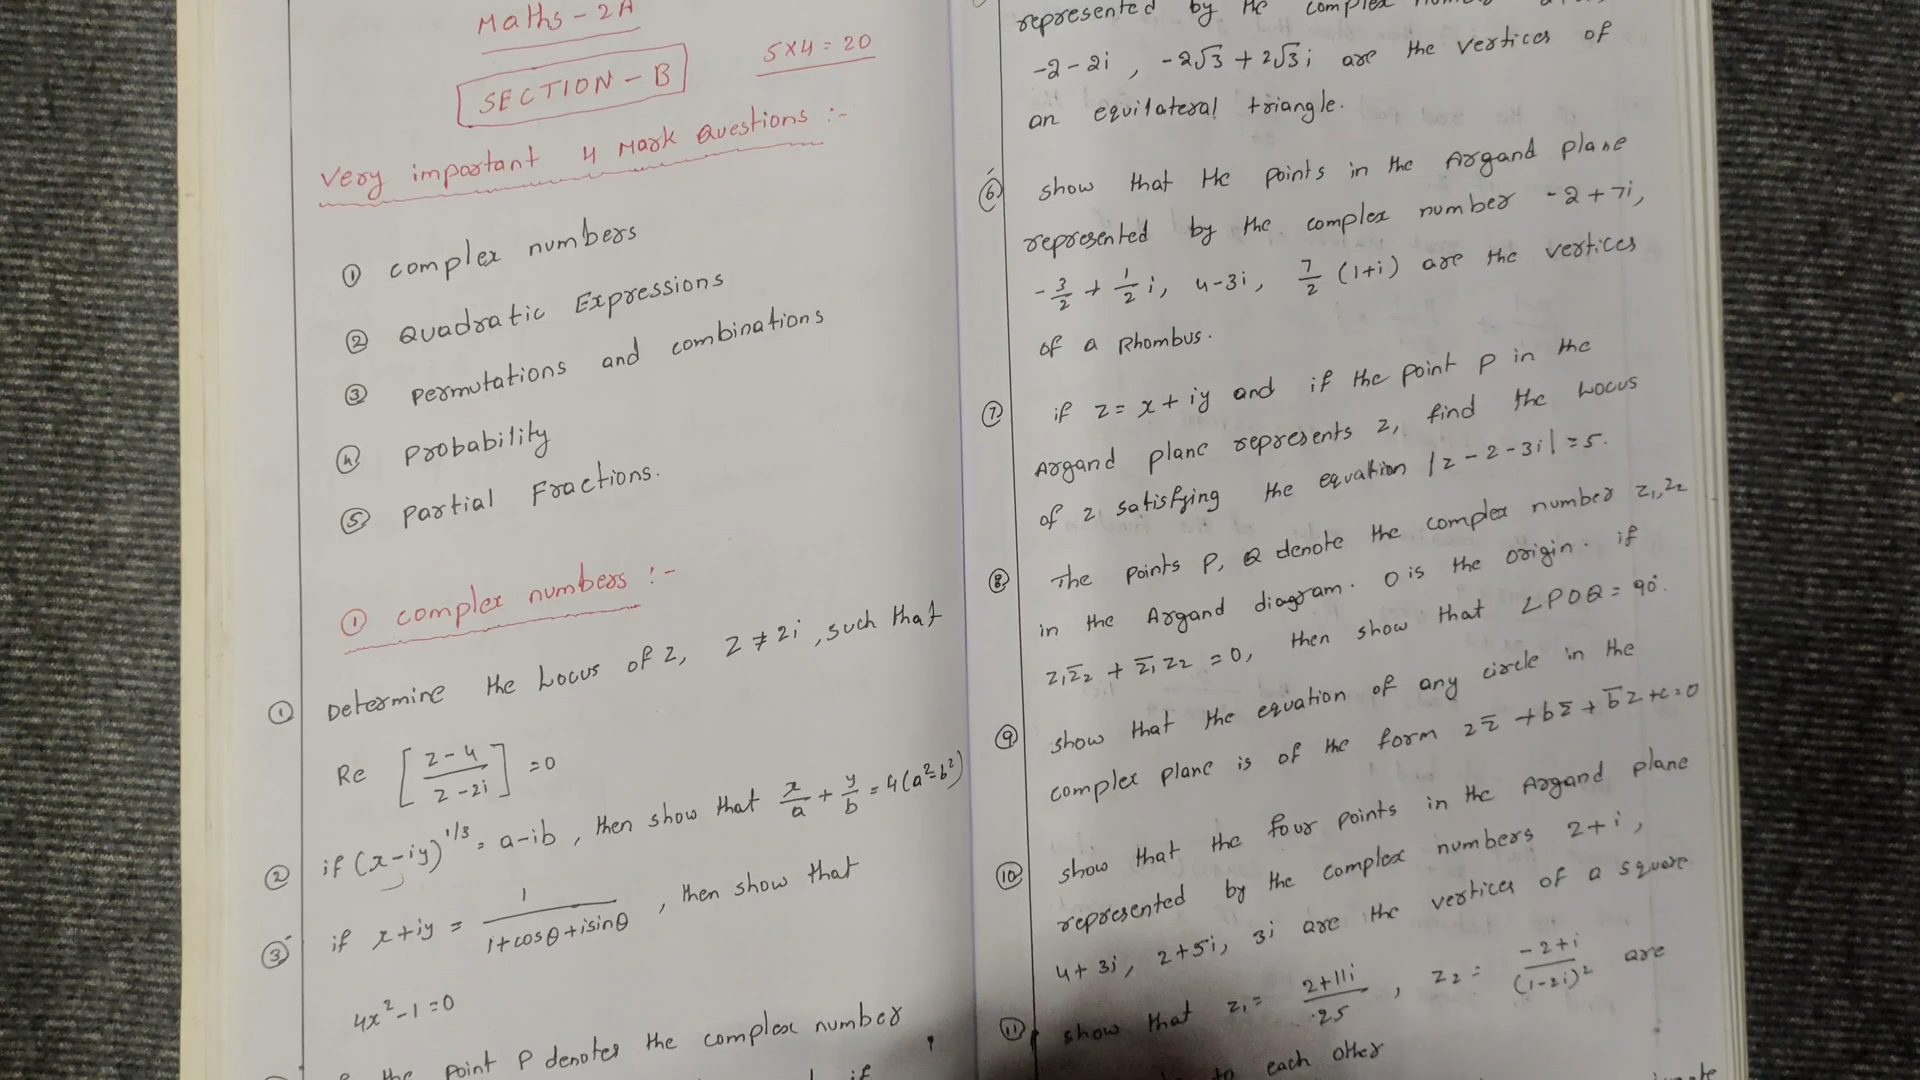 Maths - 2A
SECTION - B
5x4 = 20
very important 4 Mark Questions :-
① complex numbers
② Quadratic Expressions
③ permutations and combinations
④ probability
⑤ partial Fractions.
① complex numbers :-
① Determine the Locus of z, z ≠ 2i, such that
Re [z-4 / z-2i] = 0
② if (x-iy)^1/3 = a-ib, then show that x/a + y/b = 4(a²-b²)
③ if x+iy = 1 / 1+cosθ+isinθ, then show that
4x²-1=0
the point P denotes the complex number
if
represented by the complex
-2-2i, -2√3+2√3i are the vertices of
an equilateral triangle.
⑥ show that the points in the Argand plane
represented by the complex number -2+7i,
-3/2 + 1/2 i, 4-3i, 7/2 (1+i) are the vertices
of a Rhombus.
⑦ if z = x+iy and if the point P in the
Argand plane represents z, find the Locus
of z satisfying the equation |z-2-3i| = 5.
⑧ The points P, Q denote the complex number z₁, z₂
in the Argand diagram. O is the origin. if
z₁z̄₂ + z̄₁z₂ = 0, then show that ∠POQ = 90°.
⑨ show that the equation of any circle in the
complex plane is of the form zz̄ + bz̄ + b̄z + c = 0
⑩ show that the four points in the Argand plane
represented by the complex numbers 2+i,
4+3i, 2+5i, 3i are the vertices of a square
⑪ show that z₁ = 2+11i / 25, z₂ = -2+i / (1-2i)² are
to each other